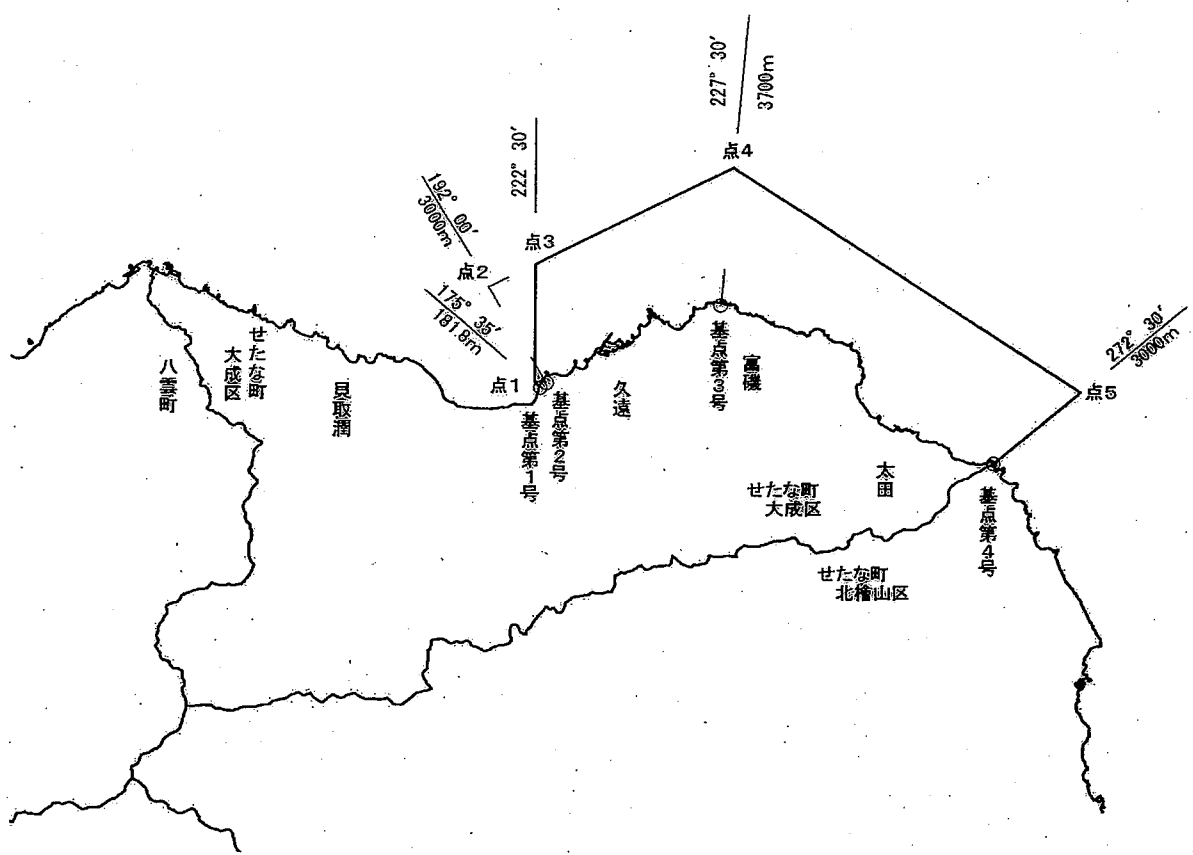 227° 30′
3700m
点4
222° 30′
192° 00′
3000m
点3
点2
175° 35′
1818m
272° 30′
3000m
点5
点1
基点第1号
基点第2号
久遠
基点第3号
富磯
八雲町
せたな町
大成区
貝取澗
太田
せたな町
大成区
基点第4号
せたな町
北檜山区